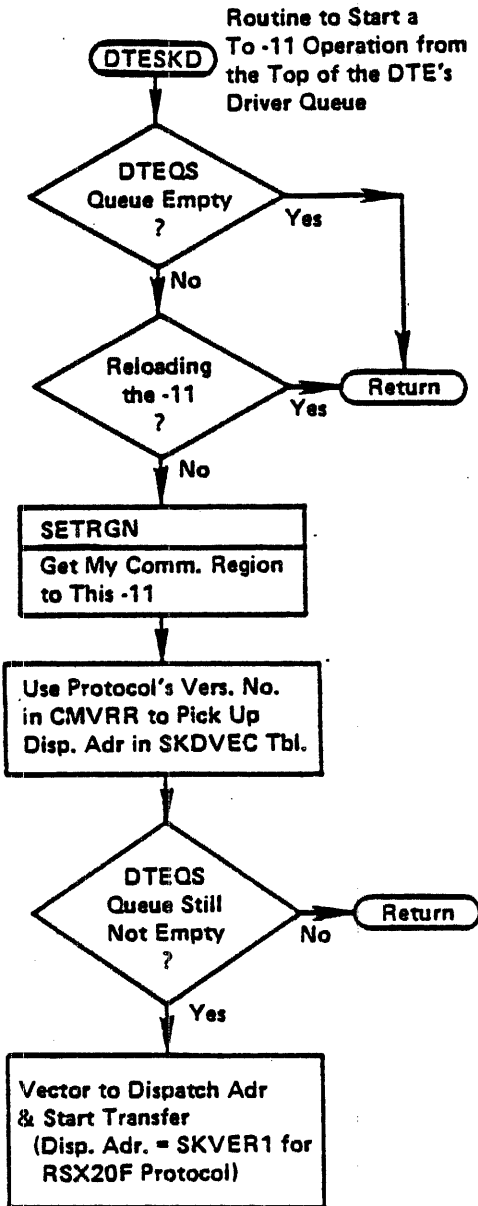 Routine to Start a
To -11 Operation from
the Top of the DTE's
Driver Queue
DTESKD
DTEQS
Queue Empty
?
Yes
No
Reloading
the -11
?
Yes
Return
No
SETRGN
Get My Comm. Region
to This -11
Use Protocol's Vers. No.
in CMVRR to Pick Up
Disp. Adr in SKDVEC Tbl.
DTEQS
Queue Still
Not Empty
?
No
Return
Yes
Vector to Dispatch Adr
& Start Transfer
(Disp. Adr. = SKVER1 for
RSX20F Protocol)